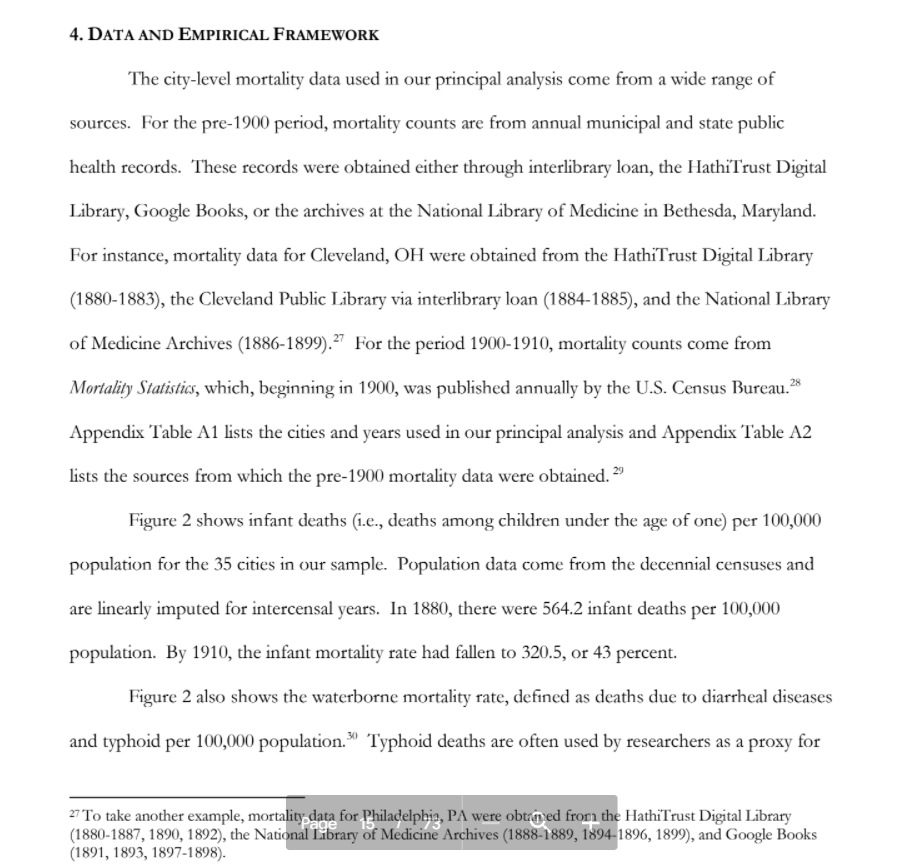 4. DATA AND EMPIRICAL FRAMEWORK
The city-level mortality data used in our principal analysis come from a wide range of
sources. For the pre-1900 period, mortality counts are from annual municipal and state public
health records. These records were obtained either through interlibrary loan, the HathiTrust Digital
Library, Google Books, or the archives at the National Library of Medicine in Bethesda, Maryland.
For instance, mortality data for Cleveland, OH were obtained from the HathiTrust Digital Library
(1880-1883), the Cleveland Public Library via interlibrary loan (1884-1885), and the National Library
of Medicine Archives (1886-1899).27 For the period 1900-1910, mortality counts come from
Mortality Statistics, which, beginning in 1900, was published annually by the U.S. Census Bureau.28
Appendix Table A1 lists the cities and years used in our principal analysis and Appendix Table A2
lists the sources from which the pre-1900 mortality data were obtained. 29
Figure 2 shows infant deaths (i.e., deaths among children under the age of one) per 100,000
population for the 35 cities in our sample. Population data come from the decennial censuses and
are linearly imputed for intercensal years. In 1880, there were 564.2 infant deaths per 100,000
population. By 1910, the infant mortality rate had fallen to 320.5, or 43 percent.
Figure 2 also shows the waterborne mortality rate, defined as deaths due to diarrheal diseases
and typhoid per 100,000 population.30 Typhoid deaths are often used by researchers as a proxy for
27 To take another example, mortality data for Philadelphia, PA were obtained from the HathiTrust Digital Library
Page 15 / 73
(1880-1887, 1890, 1892), the National Library of Medicine Archives (1888-1889, 1894-1896, 1899), and Google Books
(1891, 1893, 1897-1898).